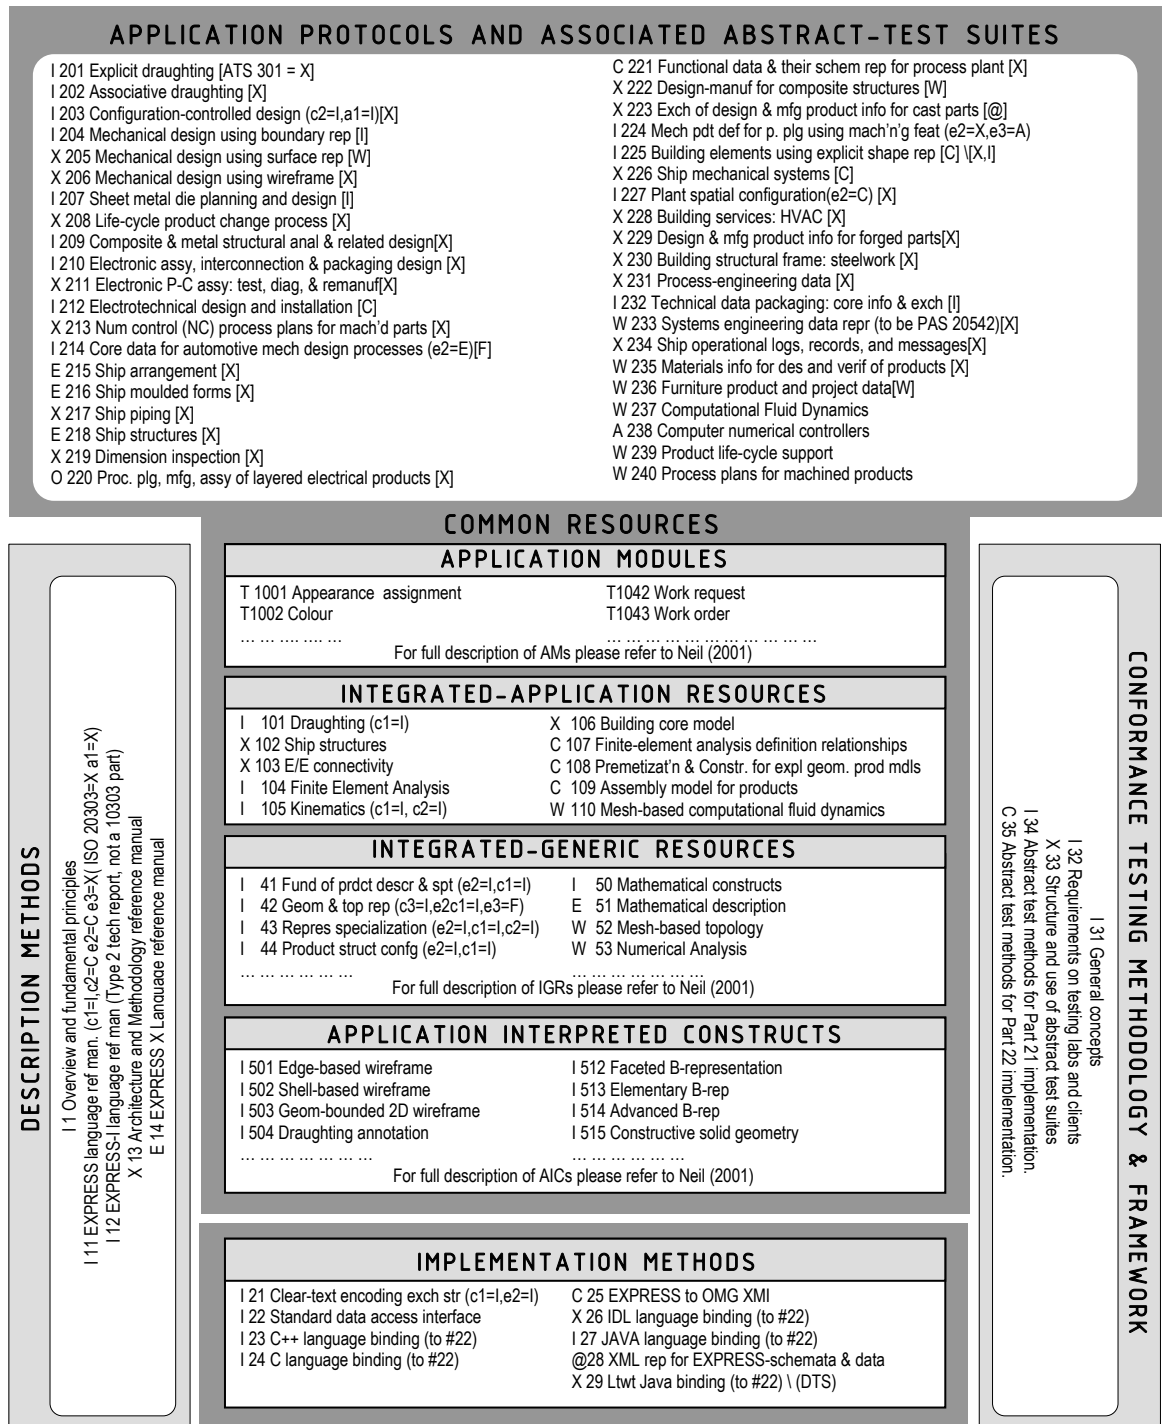 APPLICATION PROTOCOLS AND ASSOCIATED ABSTRACT-TEST SUITES
I 201 Explicit draughting [ATS 301 = X]
I 202 Associative draughting [X]
I 203 Configuration-controlled design (c2=I,a1=I)[X]
I 204 Mechanical design using boundary rep [I]
X 205 Mechanical design using surface rep [W]
X 206 Mechanical design using wireframe [X]
I 207 Sheet metal die planning and design [I]
X 208 Life-cycle product change process [X]
I 209 Composite & metal structural anal & related design[X]
I 210 Electronic assy, interconnection & packaging design [X]
X 211 Electronic P-C assy: test, diag, & remanuf[X]
I 212 Electrotechnical design and installation [C]
X 213 Num control (NC) process plans for mach'd parts [X]
I 214 Core data for automotive mech design processes (e2=E)[F]
E 215 Ship arrangement [X]
E 216 Ship moulded forms [X]
X 217 Ship piping [X]
E 218 Ship structures [X]
X 219 Dimension inspection [X]
O 220 Proc. plg, mfg, assy of layered electrical products [X]
C 221 Functional data & their schem rep for process plant [X]
X 222 Design-manuf for composite structures [W]
X 223 Exch of design & mfg product info for cast parts [@]
I 224 Mech pdt def for p. plg using mach'n'g feat (e2=X,e3=A)
I 225 Building elements using explicit shape rep [C] \[X,I]
X 226 Ship mechanical systems [C]
I 227 Plant spatial configuration(e2=C) [X]
X 228 Building services: HVAC [X]
X 229 Design & mfg product info for forged parts[X]
X 230 Building structural frame: steelwork [X]
X 231 Process-engineering data [X]
I 232 Technical data packaging: core info & exch [I]
W 233 Systems engineering data repr (to be PAS 20542)[X]
X 234 Ship operational logs, records, and messages[X]
W 235 Materials info for des and verif of products [X]
W 236 Furniture product and project data[W]
W 237 Computational Fluid Dynamics
A 238 Computer numerical controllers
W 239 Product life-cycle support
W 240 Process plans for machined products
DESCRIPTION METHODS
I 1 Overview and fundamental principles
I 11 EXPRESS language ref man. (c1=I,c2=C e2=C e3=X( ISO 20303=X a1=X)
I 12 EXPRESS-I language ref man (Type 2 tech report, not a 10303 part)
X 13 Architecture and Methodology reference manual
E 14 EXPRESS X Language reference manual
COMMON RESOURCES
APPLICATION MODULES
T 1001 Appearance assignment
T1002 Colour
… … …. …. …
T1042 Work request
T1043 Work order
… … … … … … … … … … …
For full description of AMs please refer to Neil (2001)
INTEGRATED-APPLICATION RESOURCES
I 101 Draughting (c1=I)
X 102 Ship structures
X 103 E/E connectivity
I 104 Finite Element Analysis
I 105 Kinematics (c1=I, c2=I)
X 106 Building core model
C 107 Finite-element analysis definition relationships
C 108 Premetizat'n & Constr. for expl geom. prod mdls
C 109 Assembly model for products
W 110 Mesh-based computational fluid dynamics
INTEGRATED-GENERIC RESOURCES
I 41 Fund of prdct descr & spt (e2=I,c1=I)
I 42 Geom & top rep (c3=I,e2c1=I,e3=F)
I 43 Repres specialization (e2=I,c1=I,c2=I)
I 44 Product struct confg (e2=I,c1=I)
… … … … … …
I 50 Mathematical constructs
E 51 Mathematical description
W 52 Mesh-based topology
W 53 Numerical Analysis
… … … … … … …
For full description of IGRs please refer to Neil (2001)
APPLICATION INTERPRETED CONSTRUCTS
I 501 Edge-based wireframe
I 502 Shell-based wireframe
I 503 Geom-bounded 2D wireframe
I 504 Draughting annotation
… … … … … … …
I 512 Faceted B-representation
I 513 Elementary B-rep
I 514 Advanced B-rep
I 515 Constructive solid geometry
… … … … … …
For full description of AICs please refer to Neil (2001)
IMPLEMENTATION METHODS
I 21 Clear-text encoding exch str (c1=I,e2=I)
I 22 Standard data access interface
I 23 C++ language binding (to #22)
I 24 C language binding (to #22)
C 25 EXPRESS to OMG XMI
X 26 IDL language binding (to #22)
I 27 JAVA language binding (to #22)
@28 XML rep for EXPRESS-schemata & data
X 29 Ltwt Java binding (to #22) \ (DTS)
CONFORMANCE TESTING METHODOLOGY & FRAMEWORK
I 31 General concepts
I 32 Requirements on testing labs and clients
X 33 Structure and use of abstract test suites
I 34 Abstract test methods for Part 21 implementation.
C 35 Abstract test methods for Part 22 implementation.